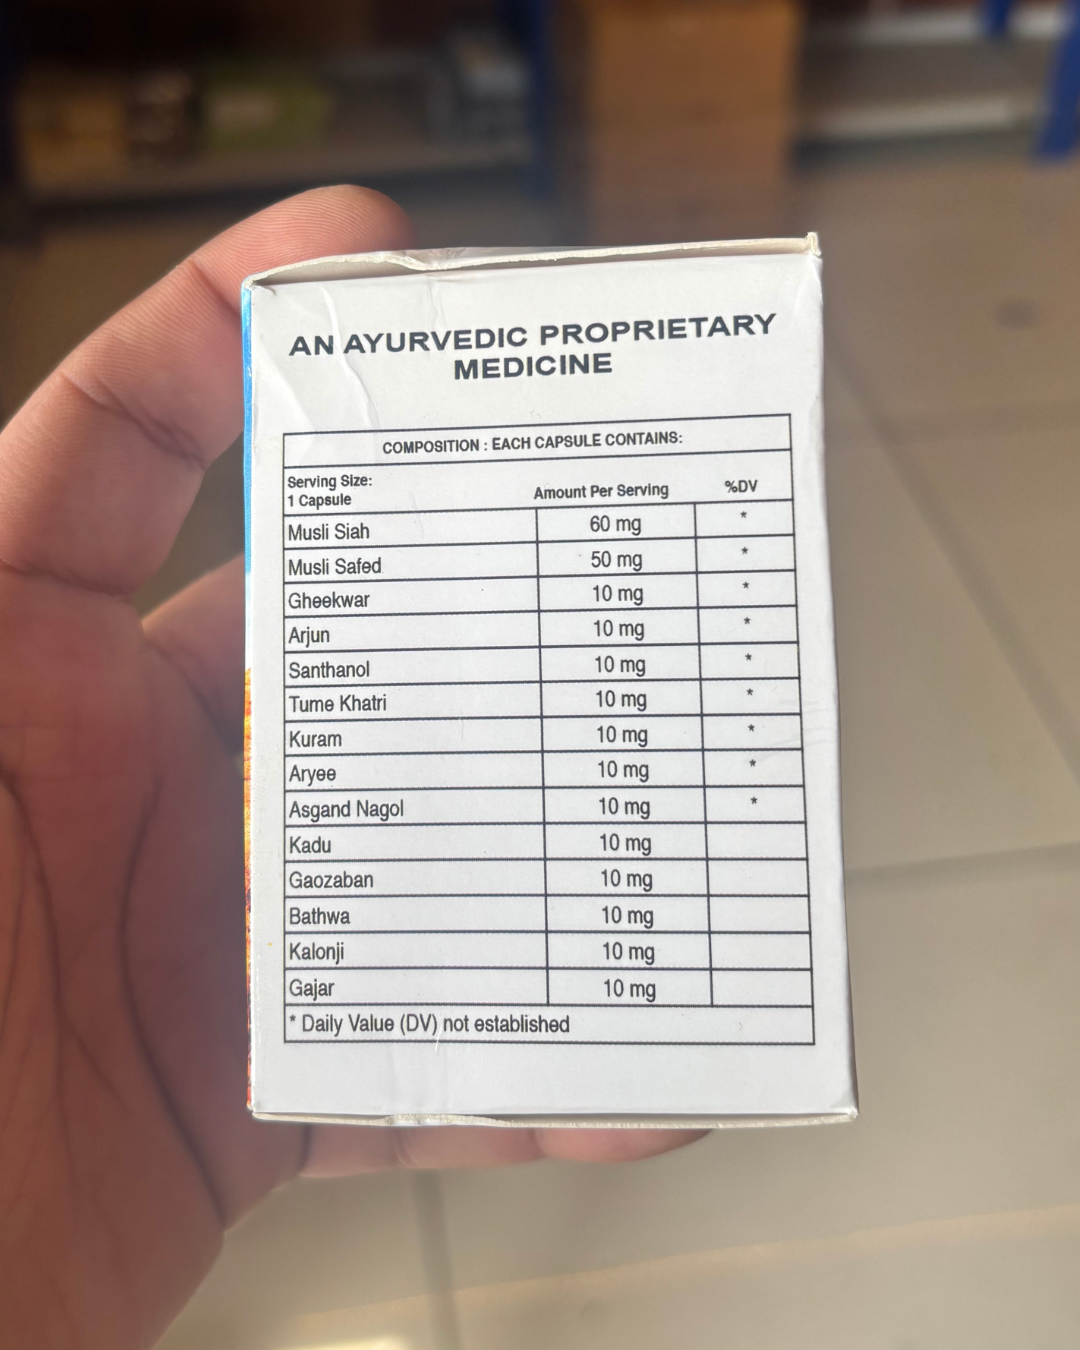 AN AYURVEDIC PROPRIETARY
MEDICINE
COMPOSITION : EACH CAPSULE CONTAINS:
Serving Size:
1 Capsule Amount Per Serving %DV
Musli Siah 60 mg *
Musli Safed 50 mg *
Gheekwar 10 mg *
Arjun 10 mg *
Santhanol 10 mg *
Tume Khatri 10 mg *
Kuram 10 mg *
Aryee 10 mg *
Asgand Nagol 10 mg *
Kadu 10 mg
Gaozaban 10 mg
Bathwa 10 mg
Kalonji 10 mg
Gajar 10 mg
* Daily Value (DV) not established